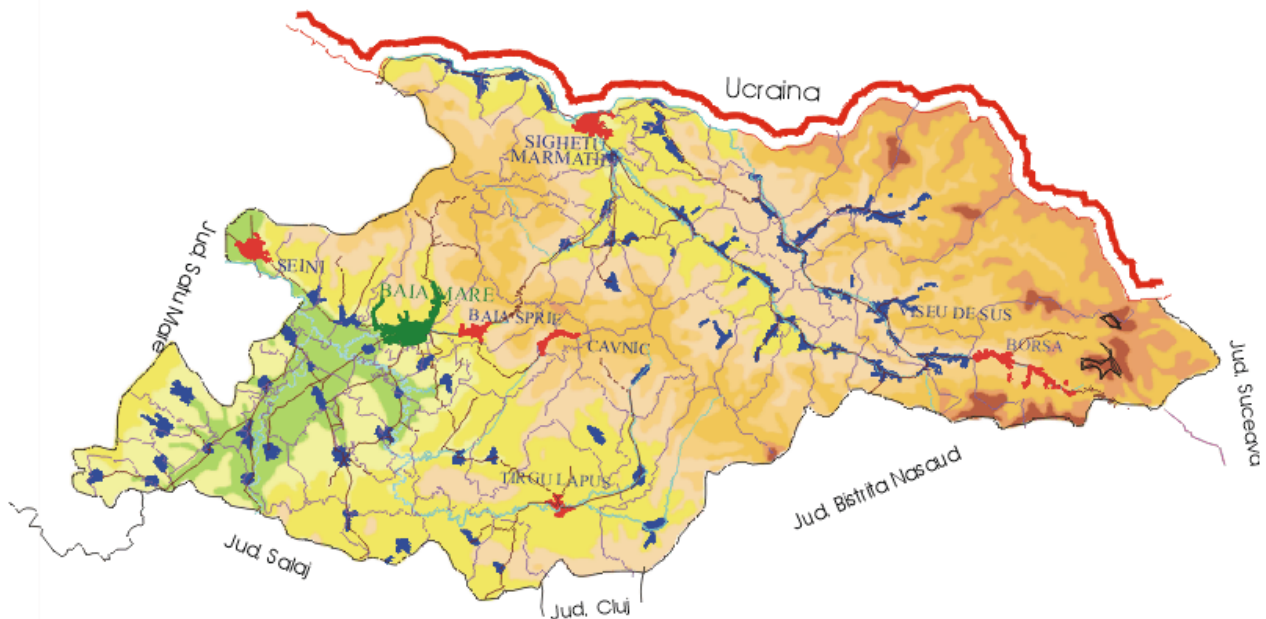 Ucraina
SIGHETU
MARMATIEI
Jud. Satu Mare
SEINI
BAIA MARE
BAIA SPRIE
CAVNIC
VISEU DE SUS
BORSA
Jud. Suceava
TIRGU LAPUS
Jud. Bistrita Nasaud
Jud. Salaj
Jud. Cluj